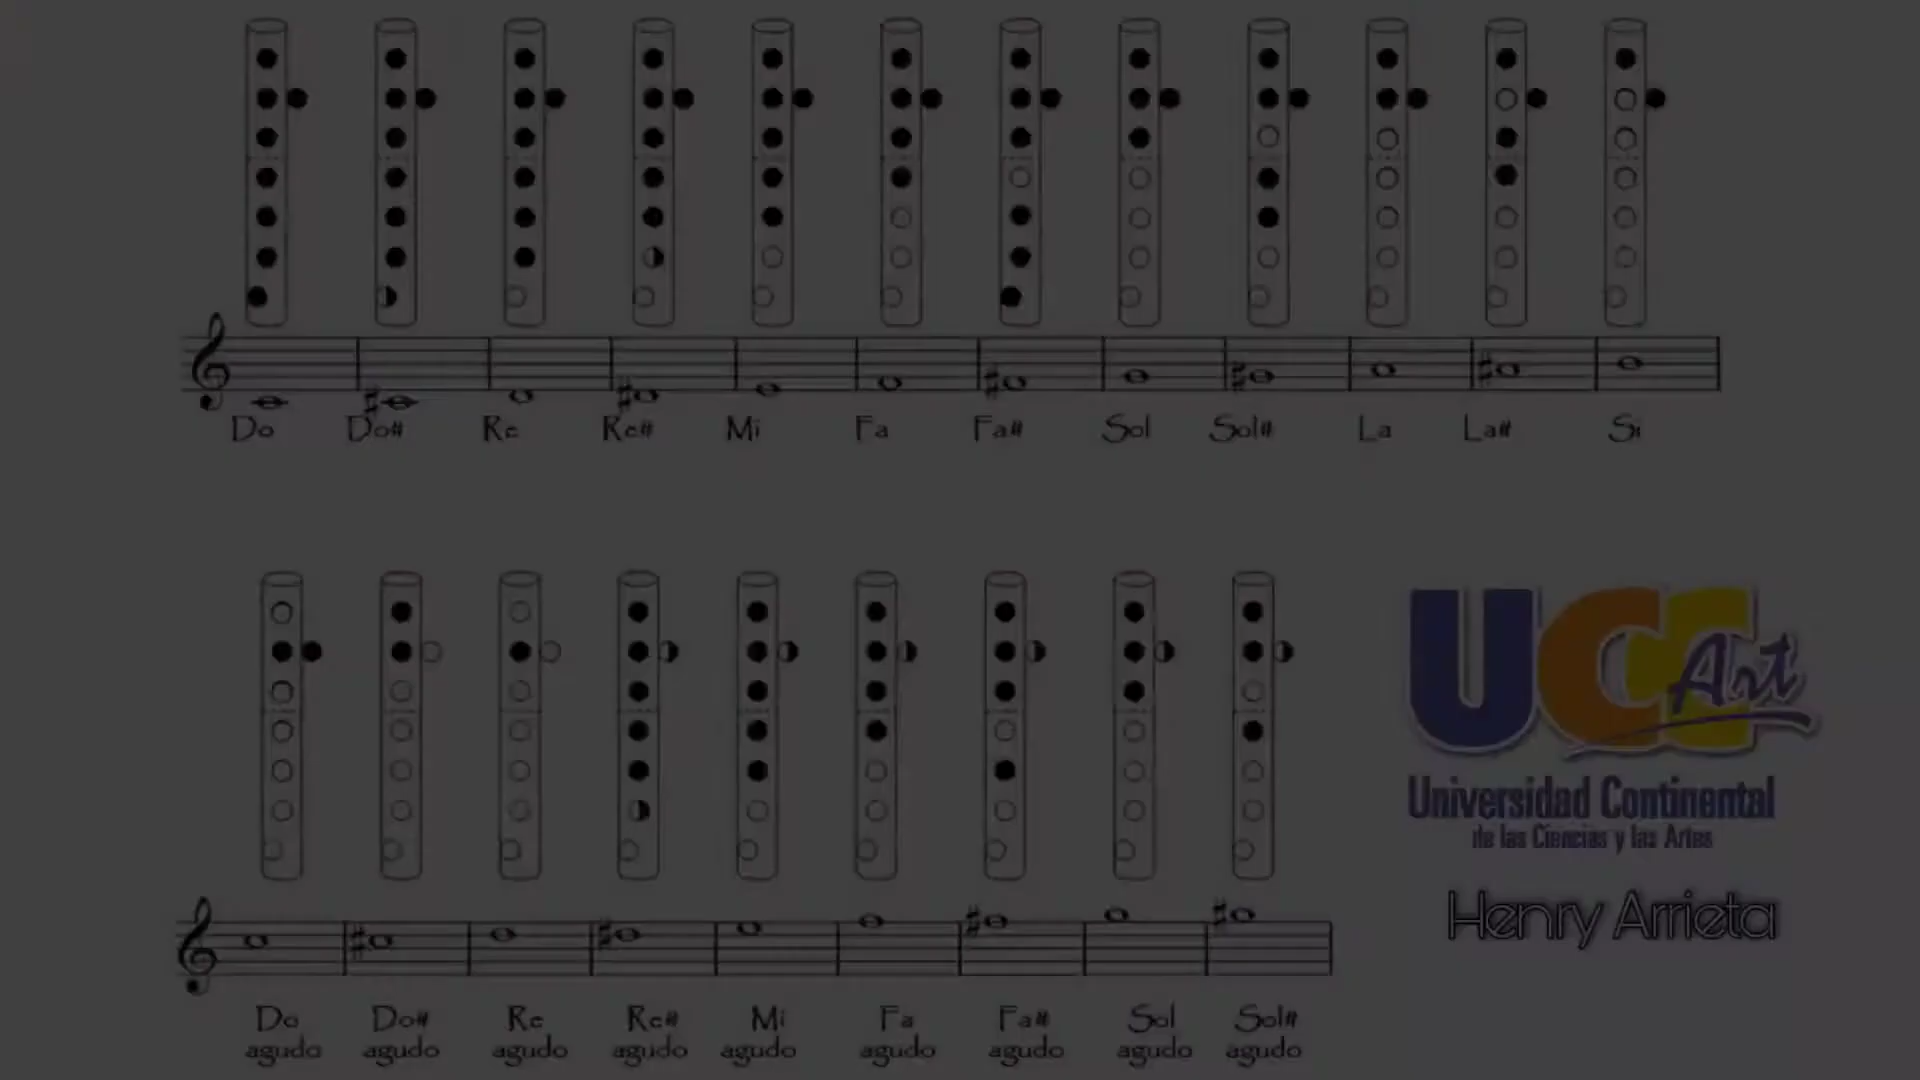 Do Do# Re Re# Mi Fa Fa# Sol Sol# La La# Si
UCC Art
Universidad Continental
de las Ciencias y las Artes
Henry Arrieta
Do Do# Re Re# Mi Fa Fa# Sol Sol#
agudo agudo agudo agudo agudo agudo agudo agudo agudo